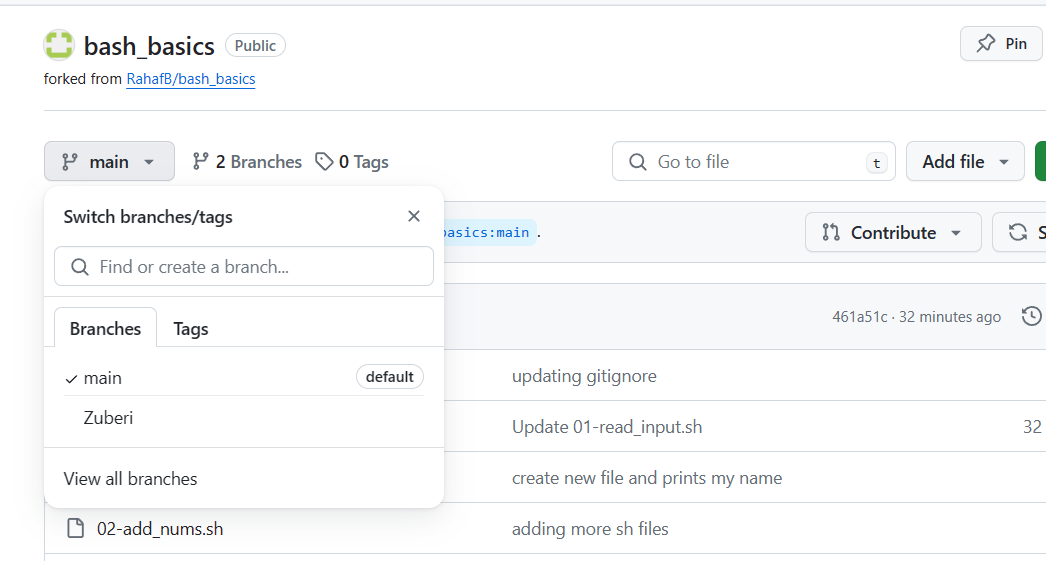 bash_basics Public
Pin
forked from RahafB/bash_basics
main
2 Branches
0 Tags
Go to file
t
Add file
Switch branches/tags
basics:main .
Contribute
Find or create a branch...
Branches
Tags
461a51c · 32 minutes ago
main
default
updating gitignore
Zuberi
Update 01-read_input.sh
32
View all branches
create new file and prints my name
02-add_nums.sh
adding more sh files